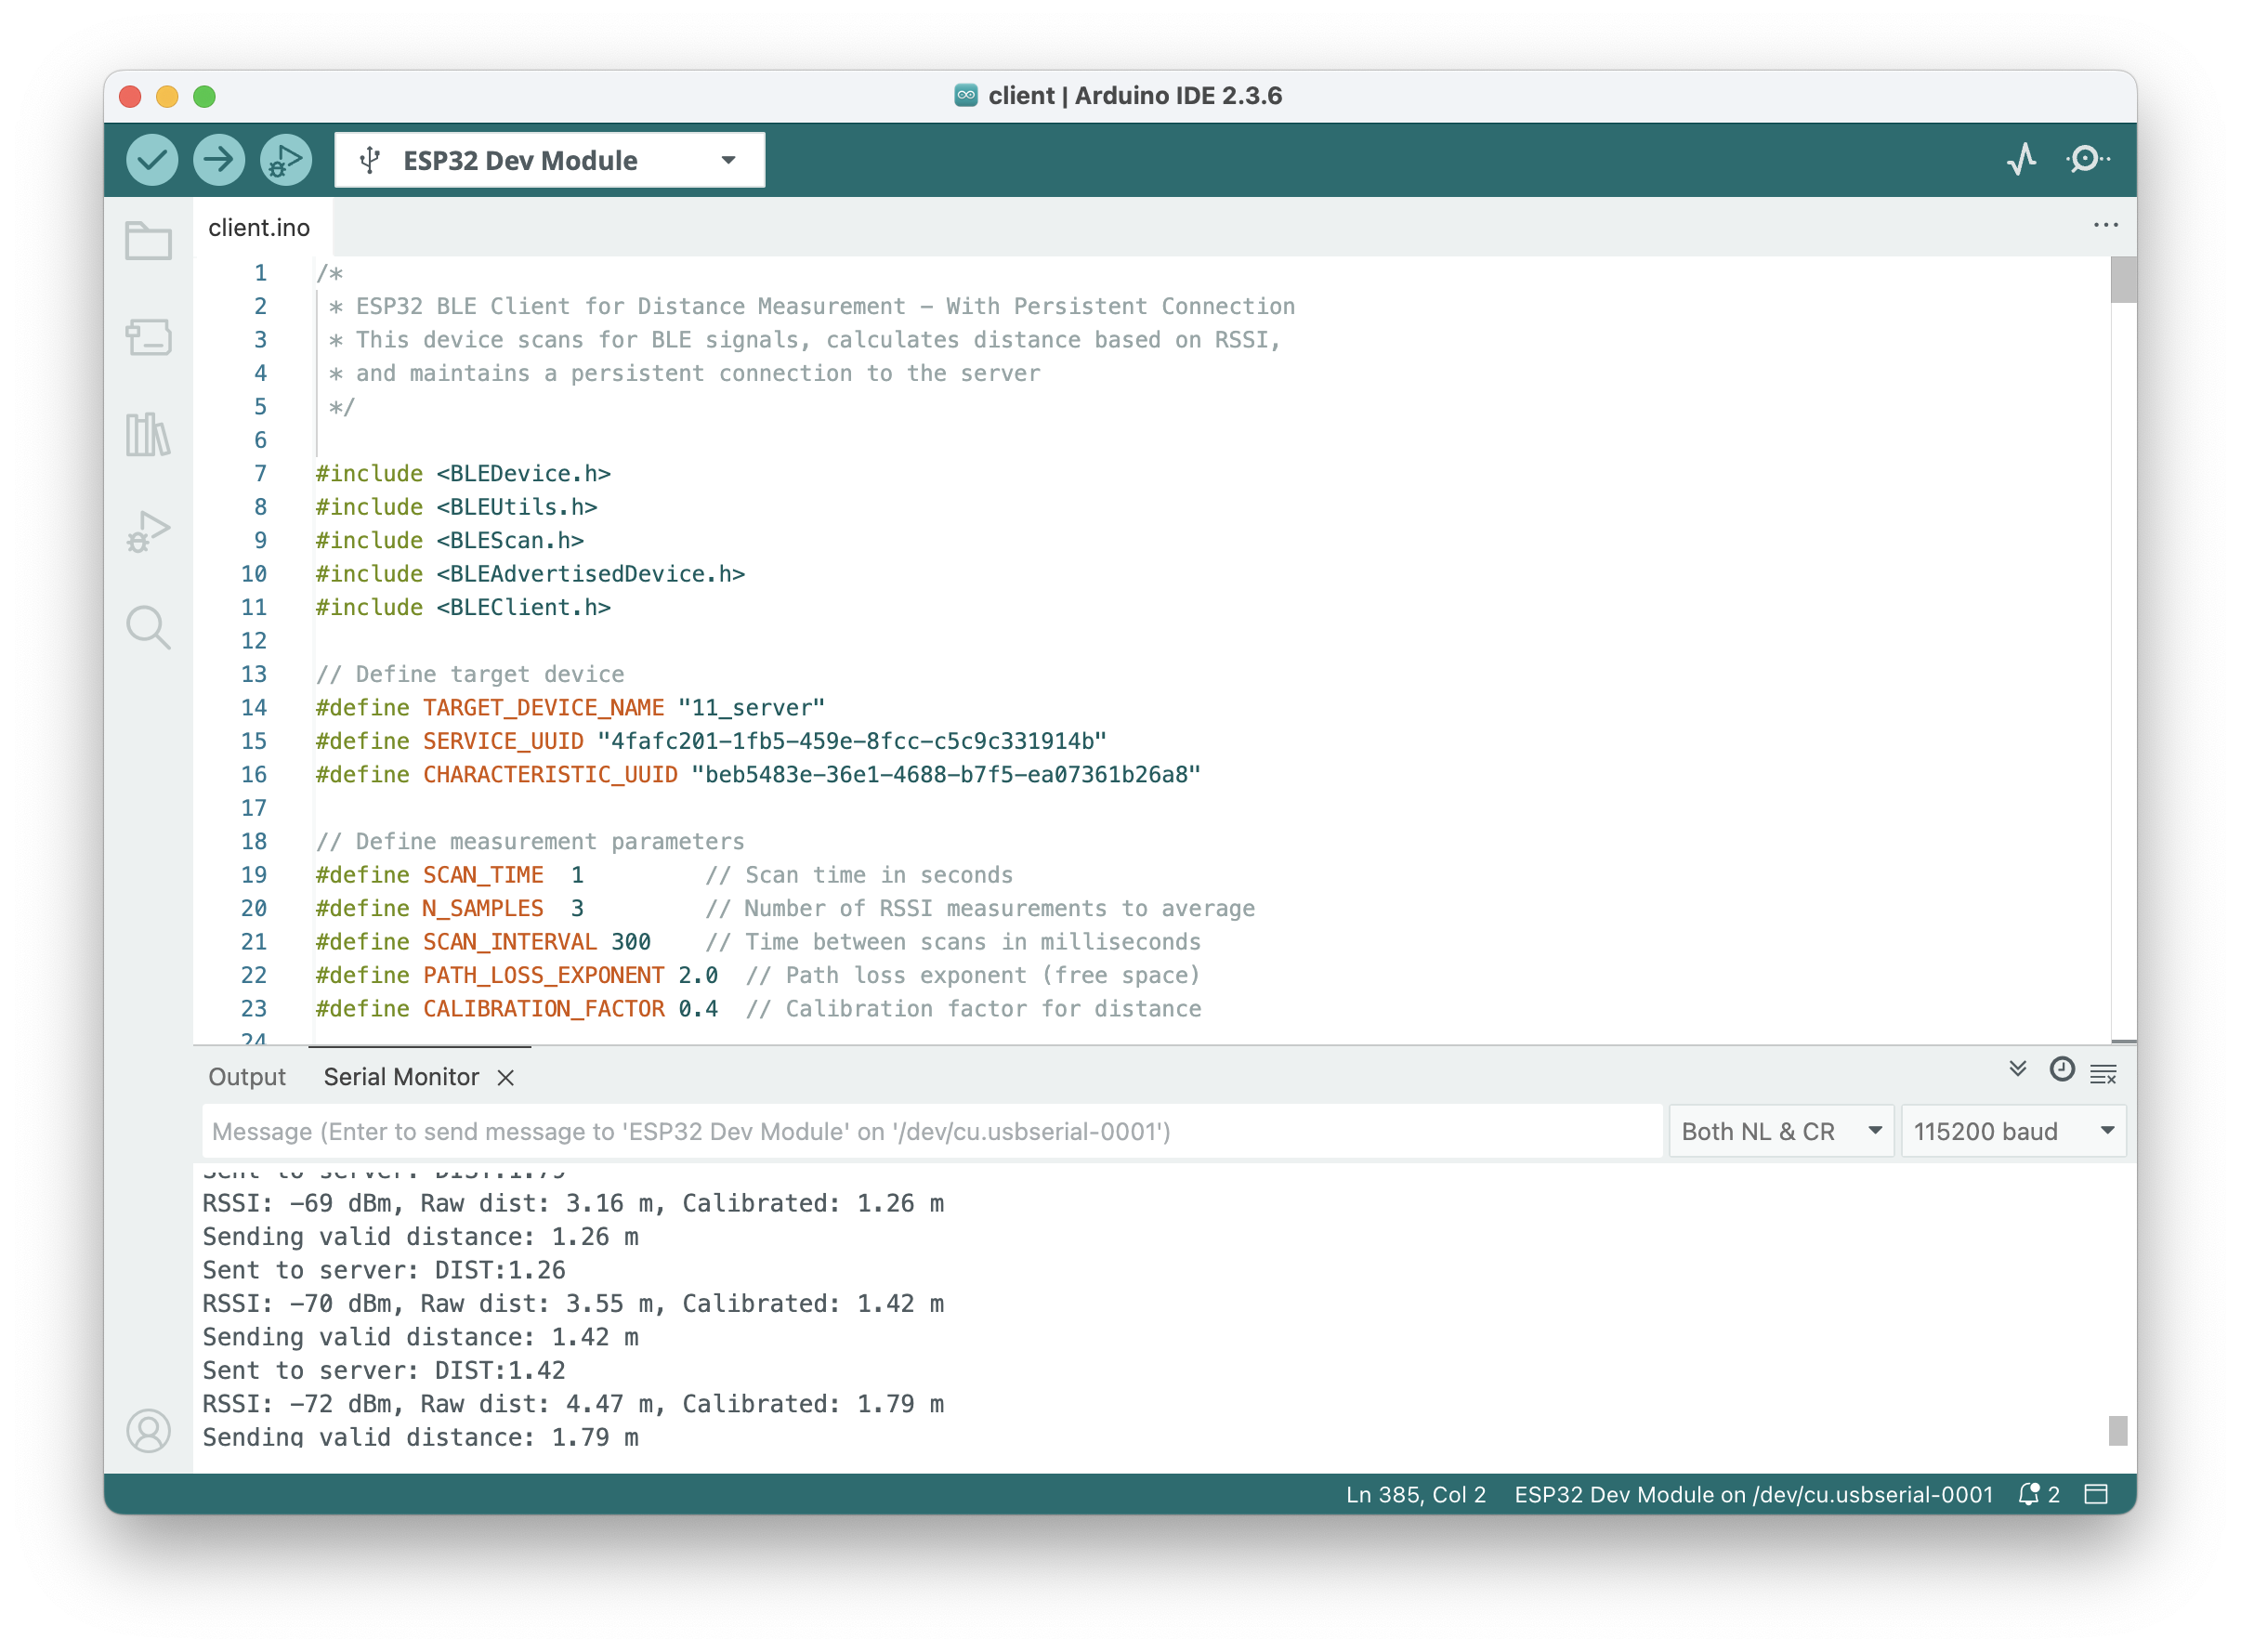 client | Arduino IDE 2.3.6
ESP32 Dev Module
client.ino
1 /*
2 * ESP32 BLE Client for Distance Measurement – With Persistent Connection
3 * This device scans for BLE signals, calculates distance based on RSSI,
4 * and maintains a persistent connection to the server
5 */
6
7 #include <BLEDevice.h>
8 #include <BLEUtils.h>
9 #include <BLEScan.h>
10 #include <BLEAdvertisedDevice.h>
11 #include <BLEClient.h>
12
13 // Define target device
14 #define TARGET_DEVICE_NAME "11_server"
15 #define SERVICE_UUID "4fafc201-1fb5-459e-8fcc-c5c9c331914b"
16 #define CHARACTERISTIC_UUID "beb5483e-36e1-4688-b7f5-ea07361b26a8"
17
18 // Define measurement parameters
19 #define SCAN_TIME 1 // Scan time in seconds
20 #define N_SAMPLES 3 // Number of RSSI measurements to average
21 #define SCAN_INTERVAL 300 // Time between scans in milliseconds
22 #define PATH_LOSS_EXPONENT 2.0 // Path loss exponent (free space)
23 #define CALIBRATION_FACTOR 0.4 // Calibration factor for distance
24
Output Serial Monitor
Message (Enter to send message to 'ESP32 Dev Module' on '/dev/cu.usbserial-0001') Both NL & CR 115200 baud
Sent to server: DIST:1.79
RSSI: -69 dBm, Raw dist: 3.16 m, Calibrated: 1.26 m
Sending valid distance: 1.26 m
Sent to server: DIST:1.26
RSSI: -70 dBm, Raw dist: 3.55 m, Calibrated: 1.42 m
Sending valid distance: 1.42 m
Sent to server: DIST:1.42
RSSI: -72 dBm, Raw dist: 4.47 m, Calibrated: 1.79 m
Sending valid distance: 1.79 m
Ln 385, Col 2 ESP32 Dev Module on /dev/cu.usbserial-0001 2